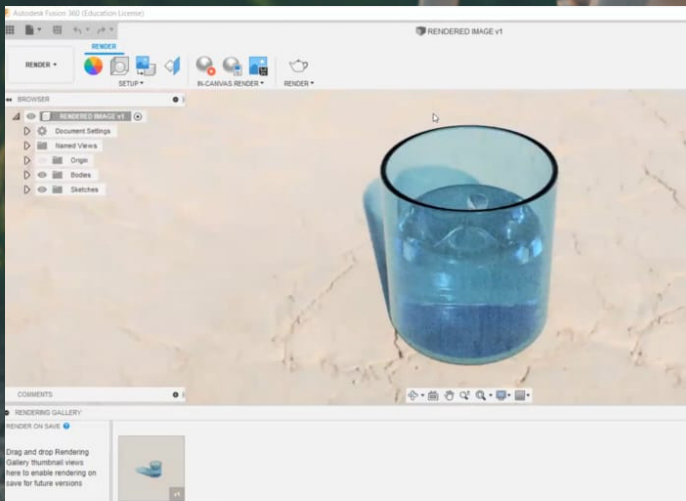 Autodesk Fusion 360 (Education License)
RENDERED IMAGE v1
RENDER
RENDER
SETUP
IN-CANVAS RENDER
RENDER
BROWSER
RENDERED IMAGE v1
Document Settings
Named Views
Origin
Bodies
Sketches
COMMENTS
RENDERING GALLERY
RENDER ON SAVE
Drag and drop Rendering
Gallery thumbnail views
here to enable rendering on
save for future versions
v1